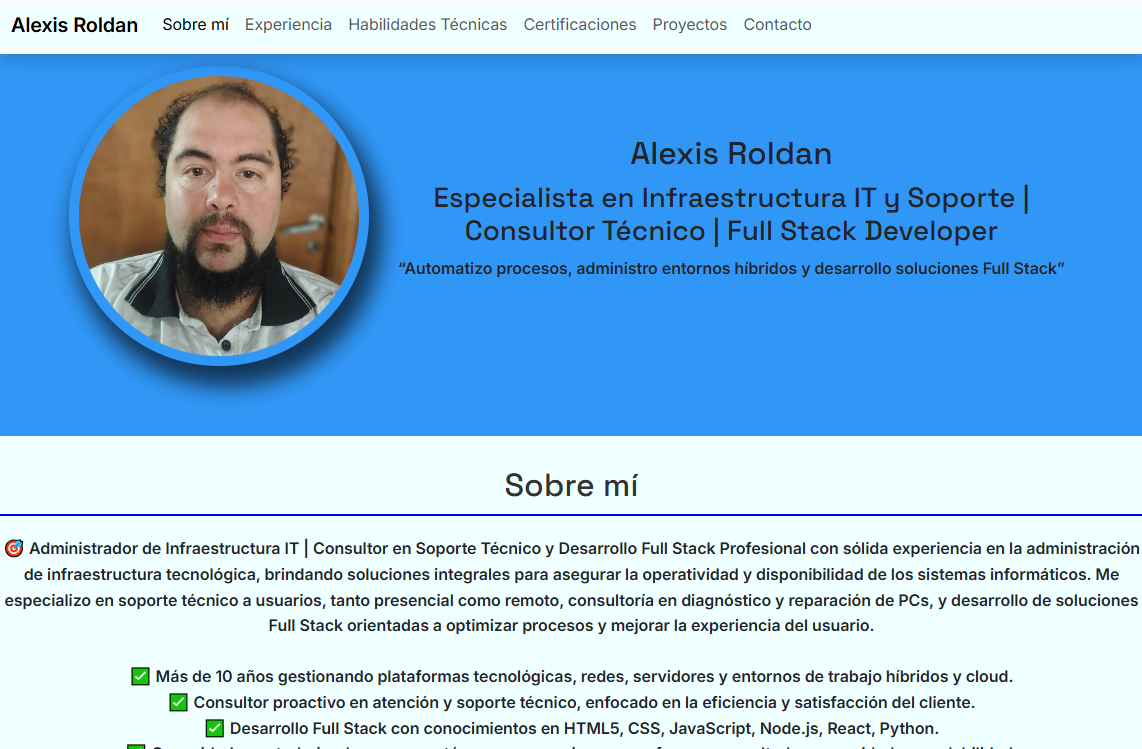 Alexis Roldan Sobre mí Experiencia Habilidades Técnicas Certificaciones Proyectos Contacto
Alexis Roldan
Especialista en Infraestructura IT y Soporte |
Consultor Técnico | Full Stack Developer
“Automatizo procesos, administro entornos híbridos y desarrollo soluciones Full Stack”
Sobre mí
🎯 Administrador de Infraestructura IT | Consultor en Soporte Técnico y Desarrollo Full Stack Profesional con sólida experiencia en la administración
de infraestructura tecnológica, brindando soluciones integrales para asegurar la operatividad y disponibilidad de los sistemas informáticos. Me
especializo en soporte técnico a usuarios, tanto presencial como remoto, consultoría en diagnóstico y reparación de PCs, y desarrollo de soluciones
Full Stack orientadas a optimizar procesos y mejorar la experiencia del usuario.
✅ Más de 10 años gestionando plataformas tecnológicas, redes, servidores y entornos de trabajo híbridos y cloud.
✅ Consultor proactivo en atención y soporte técnico, enfocado en la eficiencia y satisfacción del cliente.
✅ Desarrollo Full Stack con conocimientos en HTML5, CSS, JavaScript, Node.js, React, Python.